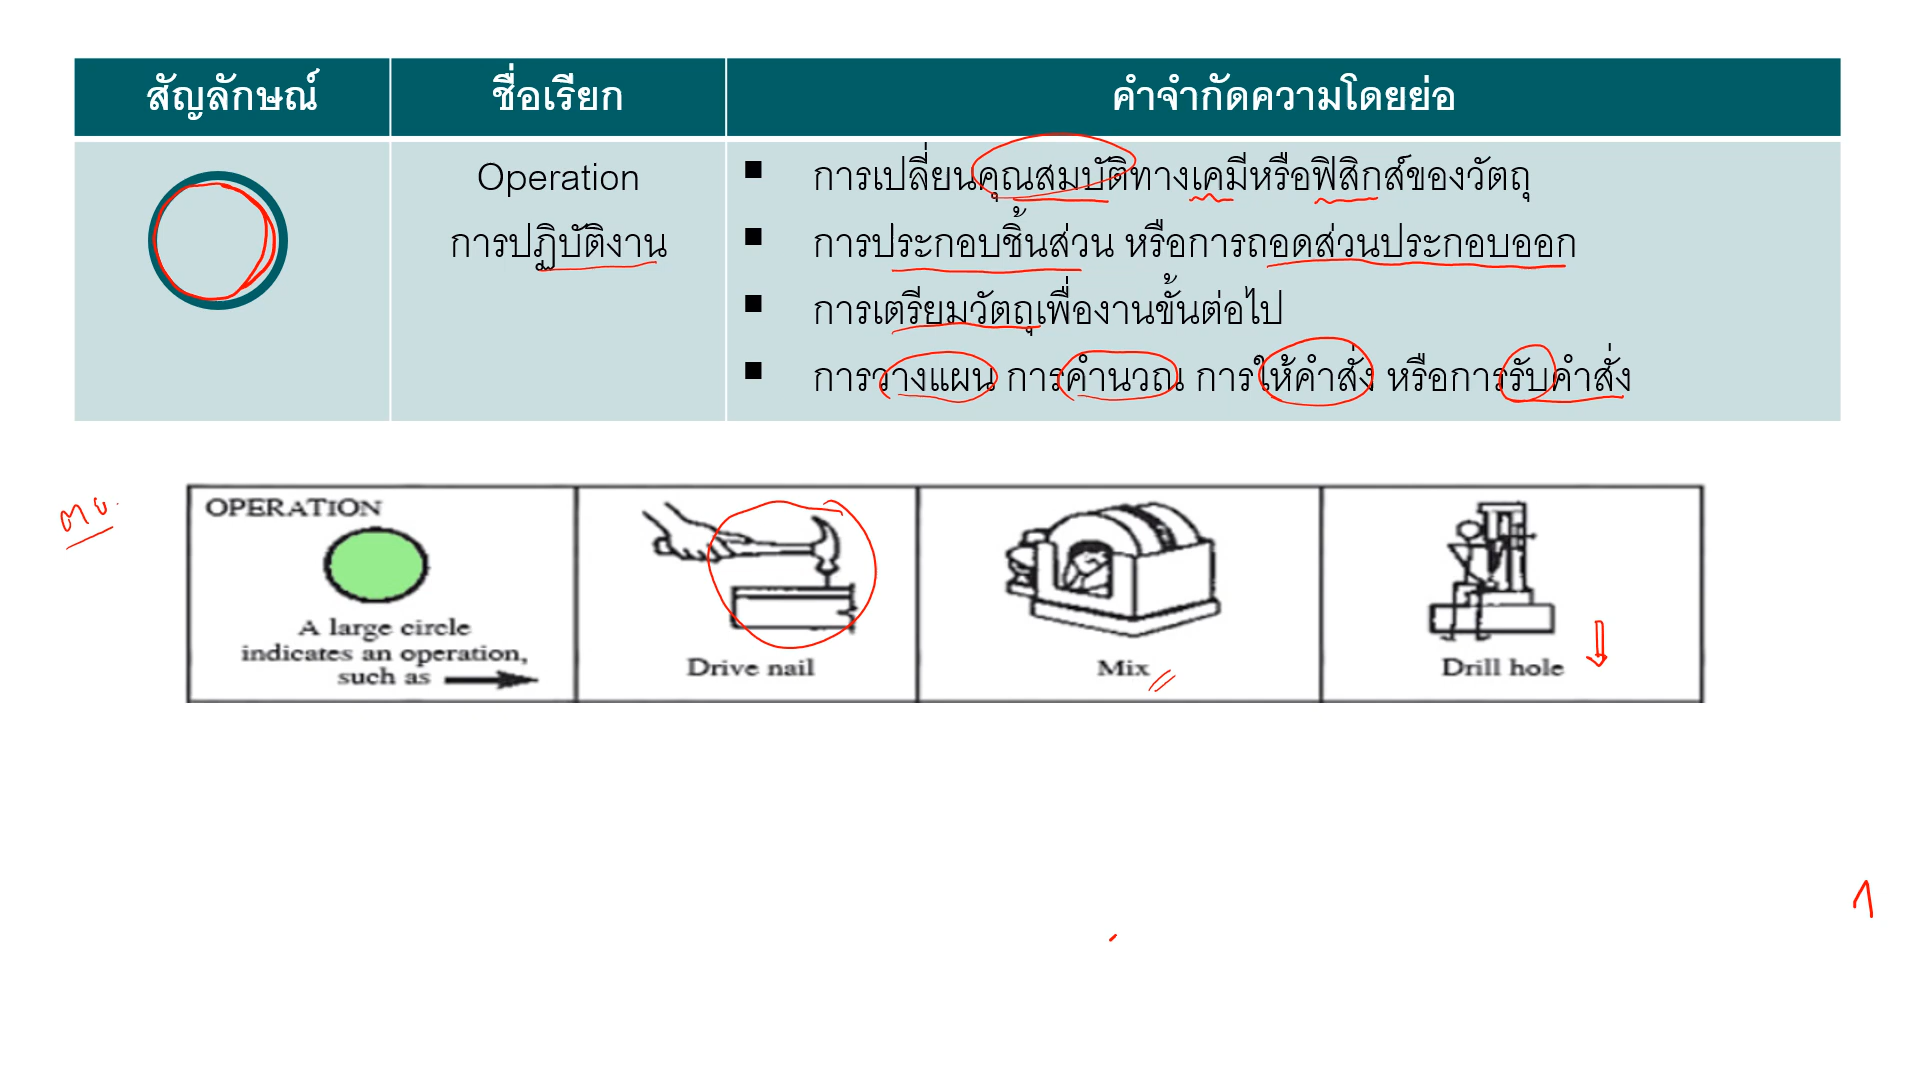 สัญลักษณ์ ชื่อเรียก คำจำกัดความโดยย่อ
Operation
การปฏิบัติงาน
▪ การเปลี่ยนคุณสมบัติทางเคมีหรือฟิสิกส์ของวัตถุ
▪ การประกอบชิ้นส่วน หรือการถอดส่วนประกอบออก
▪ การเตรียมวัตถุเพื่องานขั้นต่อไป
▪ การวางแผน การคำนวณ การให้คำสั่ง หรือการรับคำสั่ง
ตย.
OPERATION
A large circle
indicates an operation,
such as
Drive nail
Mix
Drill hole